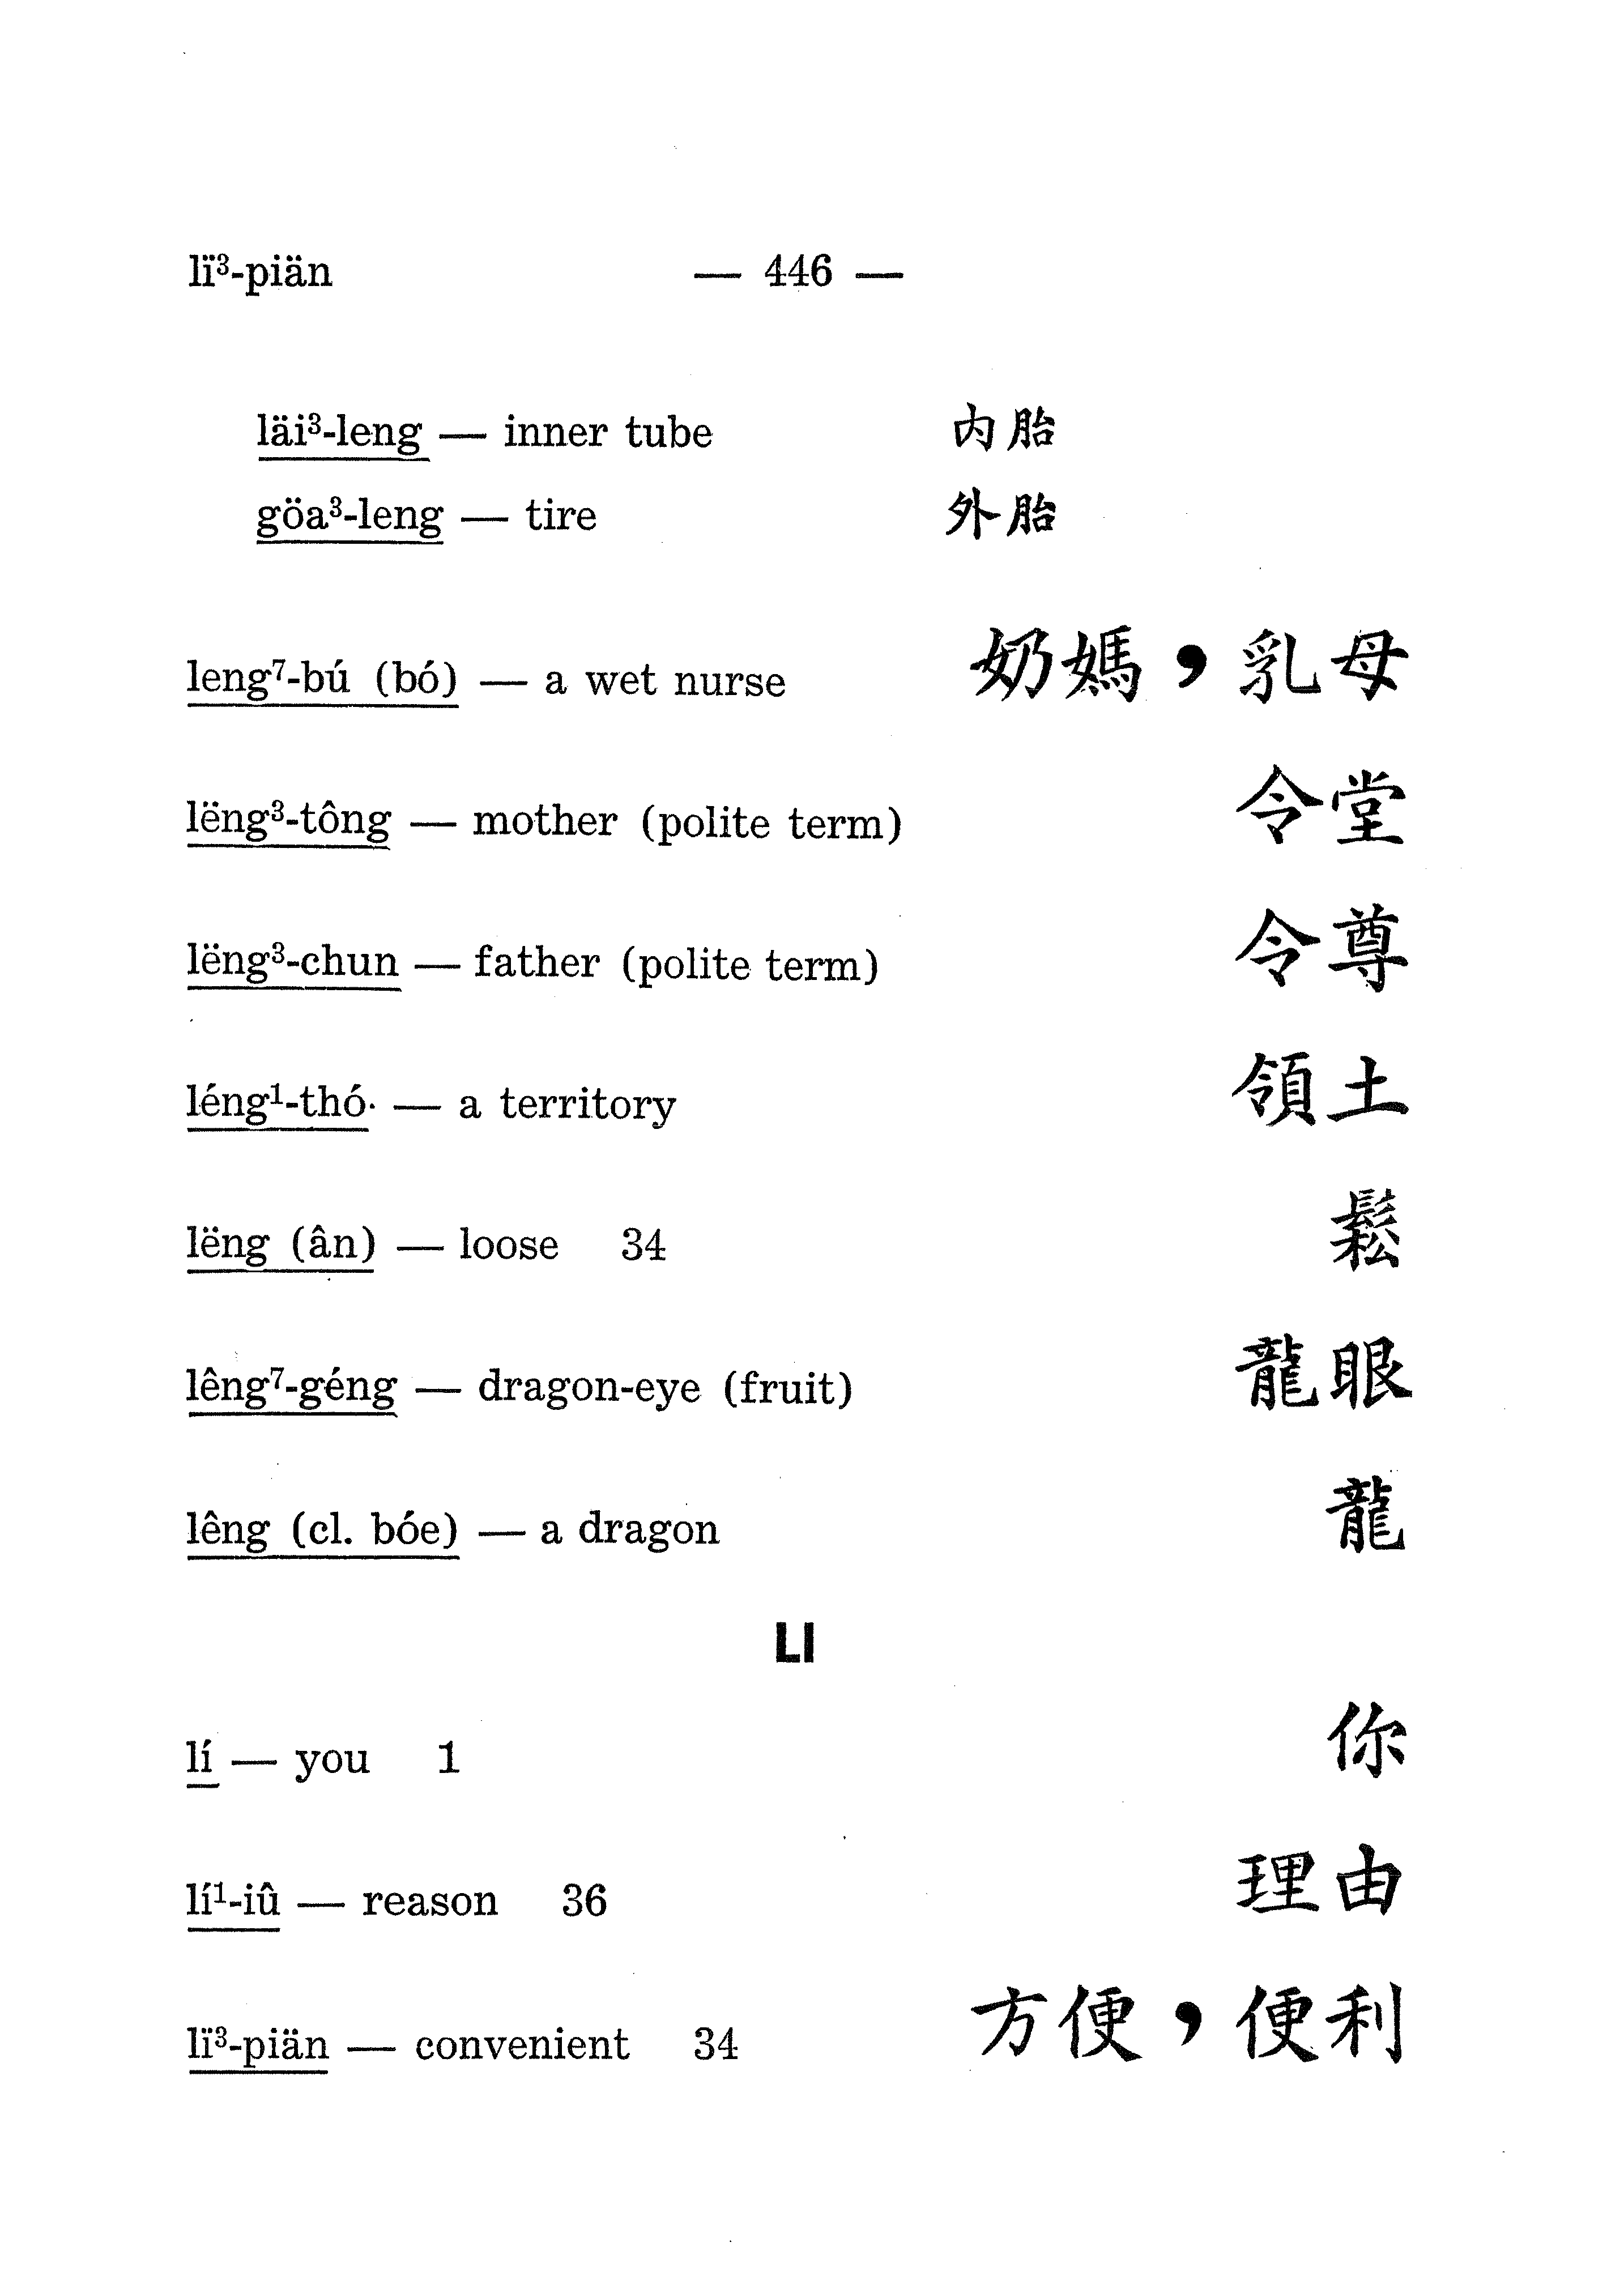 lï³-piän — 446 —
läi³-leng — inner tube 內胎
göa³-leng — tire 外胎
leng⁷-bú (bó) — a wet nurse 奶媽，乳母
lëng³-tông — mother (polite term) 令堂
lëng³-chun — father (polite term) 令尊
léng¹-thó· — a territory 領土
lëng (ân) — loose 34 鬆
lêng⁷-géng — dragon-eye (fruit) 龍眼
lêng (cl. bóe) — a dragon 龍
LI
lí — you 1 你
lí¹-iû — reason 36 理由
lï³-piän — convenient 34 方便，便利